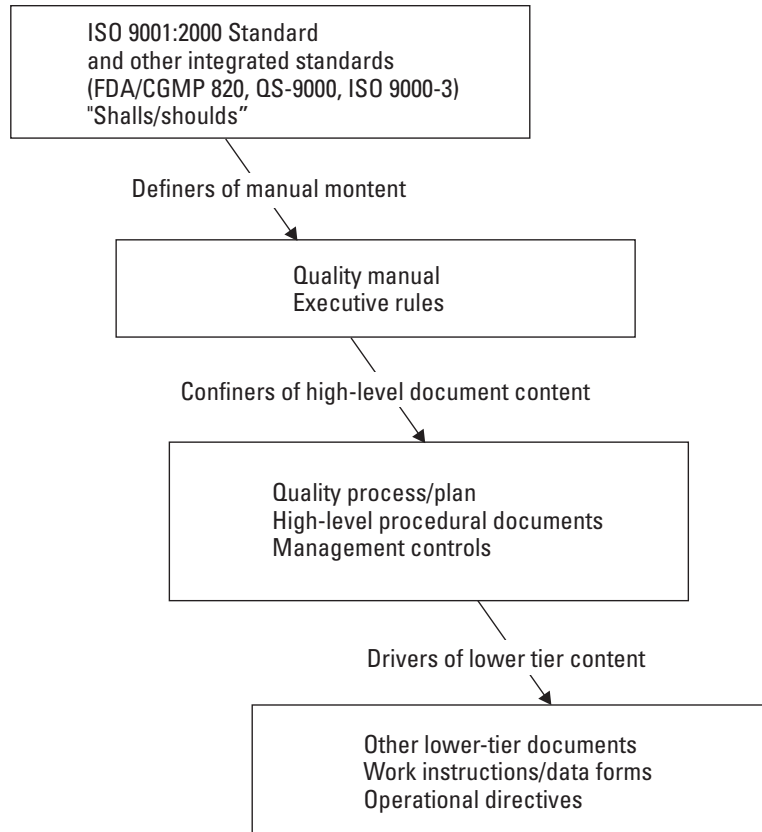 ISO 9001:2000 Standard
and other integrated standards
(FDA/CGMP 820, QS-9000, ISO 9000-3)
"Shalls/shoulds”
Definers of manual montent
Quality manual
Executive rules
Confiners of high-level document content
Quality process/plan
High-level procedural documents
Management controls
Drivers of lower tier content
Other lower-tier documents
Work instructions/data forms
Operational directives